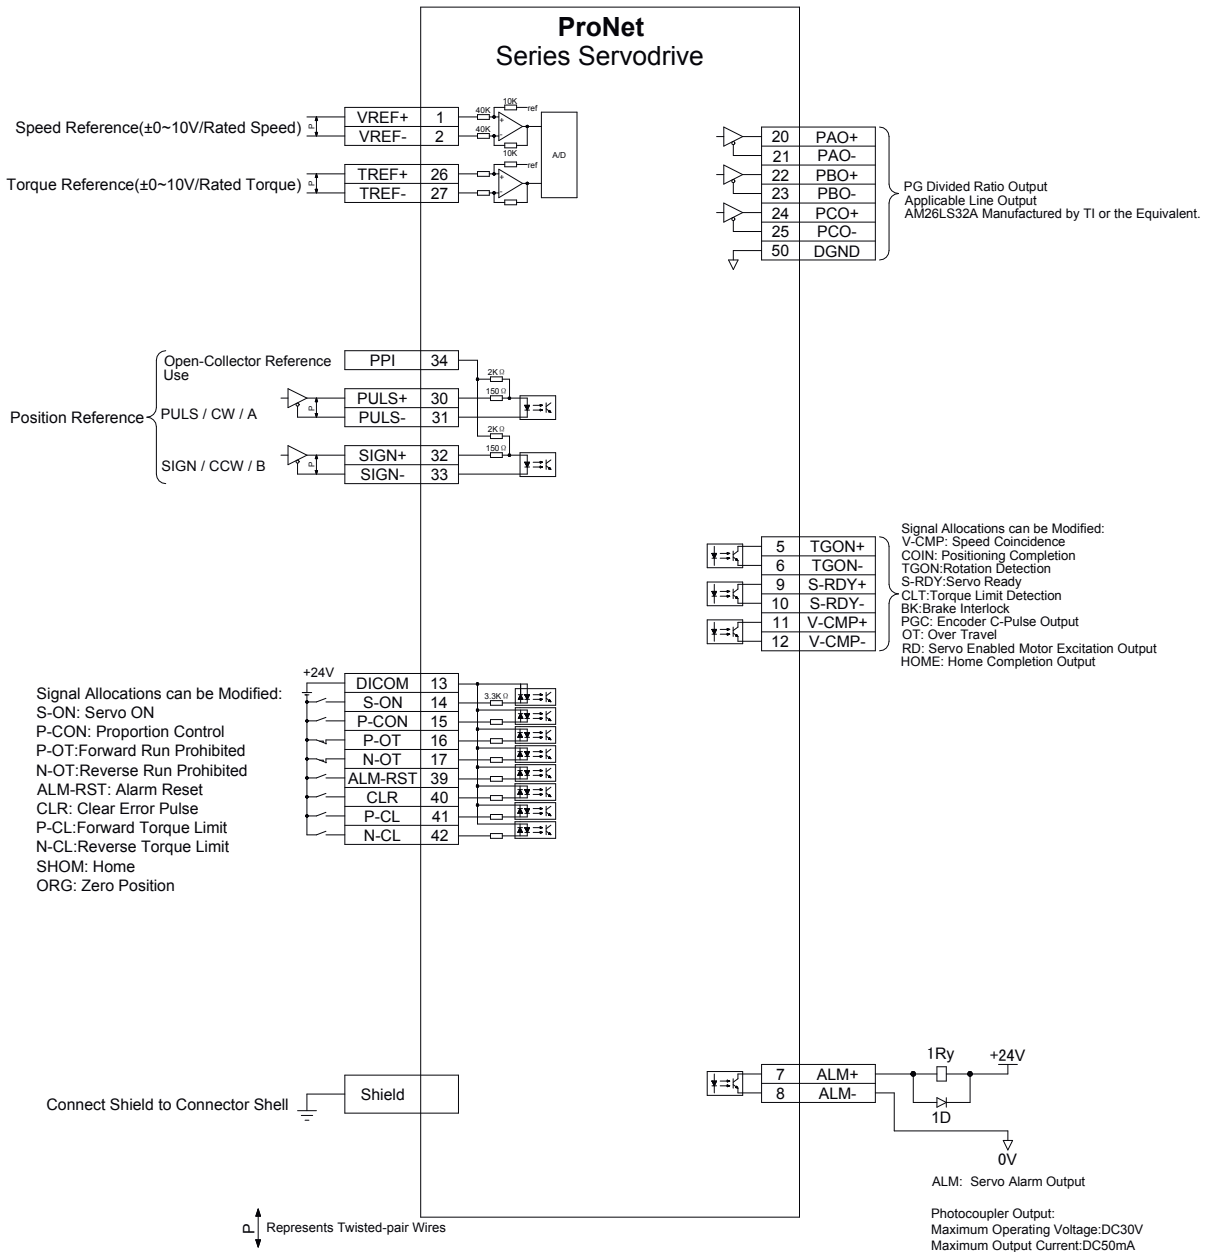 ProNet
Series Servodrive
Speed Reference(±0~10V/Rated Speed)
P
VREF+ 1
VREF- 2
40K
40K
10K
10K
ref
A/D
Torque Reference(±0~10V/Rated Torque)
P
TREF+ 26
TREF- 27
ref
20 PAO+
21 PAO-
22 PBO+
23 PBO-
24 PCO+
25 PCO-
50 DGND
PG Divided Ratio Output
Applicable Line Output
AM26LS32A Manufactured by TI or the Equivalent.
Position Reference
Open-Collector Reference
Use
PULS / CW / A
SIGN / CCW / B
P
P
PPI 34
PULS+ 30
PULS- 31
SIGN+ 32
SIGN- 33
2KΩ
150Ω
2KΩ
150Ω
5 TGON+
6 TGON-
9 S-RDY+
10 S-RDY-
11 V-CMP+
12 V-CMP-
Signal Allocations can be Modified:
V-CMP: Speed Coincidence
COIN: Positioning Completion
TGON:Rotation Detection
S-RDY:Servo Ready
CLT:Torque Limit Detection
BK:Brake Interlock
PGC: Encoder C-Pulse Output
OT: Over Travel
RD: Servo Enabled Motor Excitation Output
HOME: Home Completion Output
Signal Allocations can be Modified:
S-ON: Servo ON
P-CON: Proportion Control
P-OT:Forward Run Prohibited
N-OT:Reverse Run Prohibited
ALM-RST: Alarm Reset
CLR: Clear Error Pulse
P-CL:Forward Torque Limit
N-CL:Reverse Torque Limit
SHOM: Home
ORG: Zero Position
+24V
DICOM 13
S-ON 14
P-CON 15
P-OT 16
N-OT 17
ALM-RST 39
CLR 40
P-CL 41
N-CL 42
3.3KΩ
Connect Shield to Connector Shell
Shield
7 ALM+
8 ALM-
1Ry
+24V
1D
0V
ALM: Servo Alarm Output
Photocoupler Output:
Maximum Operating Voltage:DC30V
Maximum Output Current:DC50mA
P Represents Twisted-pair Wires